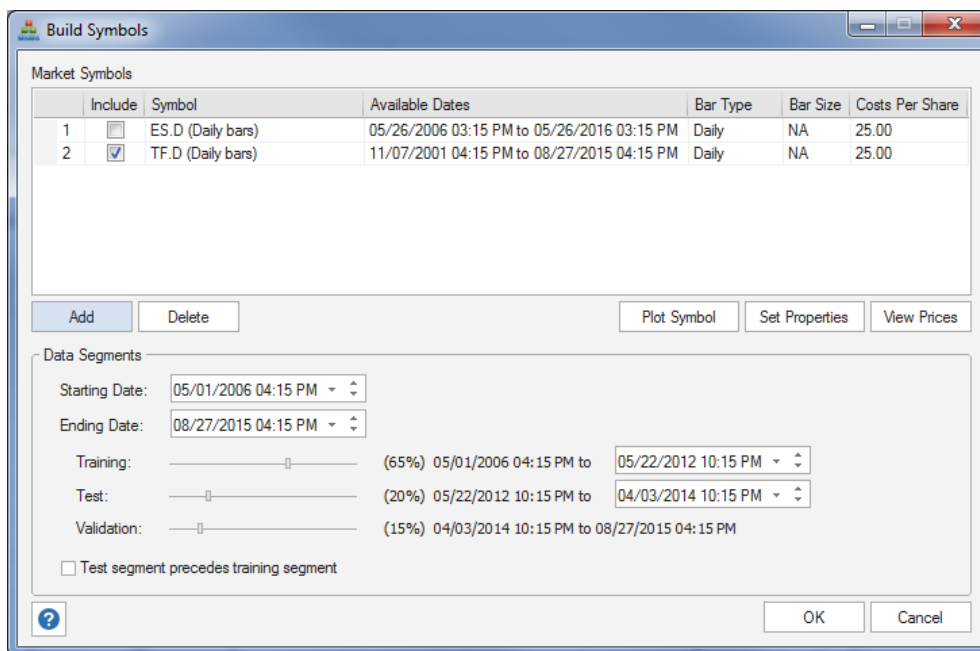 Build Symbols
Market Symbols
Include Symbol Available Dates Bar Type Bar Size Costs Per Share
1 ES.D (Daily bars) 05/26/2006 03:15 PM to 05/26/2016 03:15 PM Daily NA 25.00
2 TF.D (Daily bars) 11/07/2001 04:15 PM to 08/27/2015 04:15 PM Daily NA 25.00
Add Delete Plot Symbol Set Properties View Prices
Data Segments
Starting Date: 05/01/2006 04:15 PM
Ending Date: 08/27/2015 04:15 PM
Training: (65%) 05/01/2006 04:15 PM to 05/22/2012 10:15 PM
Test: (20%) 05/22/2012 10:15 PM to 04/03/2014 10:15 PM
Validation: (15%) 04/03/2014 10:15 PM to 08/27/2015 04:15 PM
Test segment precedes training segment
? OK Cancel